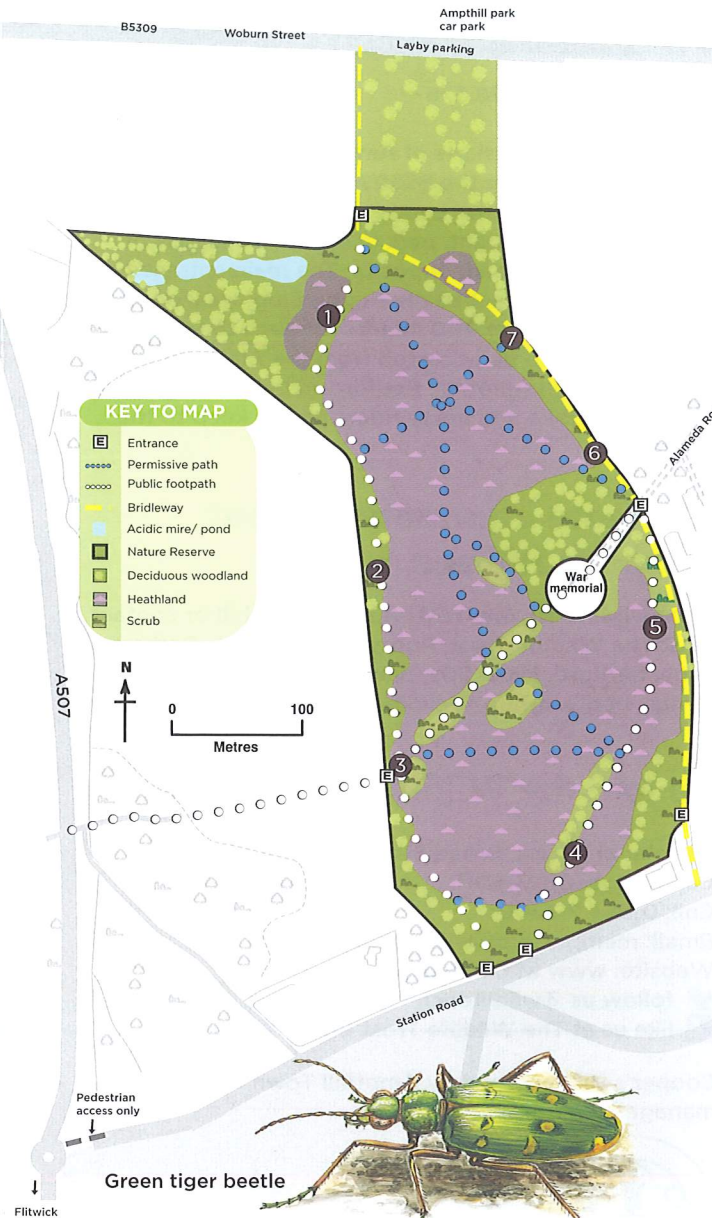 Ampthill park
car park
B5309
Woburn Street
Layby parking
E
1
7
KEY TO MAP
E Entrance
Permissive path
Public footpath
Bridleway
Acidic mire/ pond
Nature Reserve
Deciduous woodland
Heathland
Scrub
6
Alameda
E
2
War
memorial
5
N
0 100
Metres
A507
3
E
E
4
E
E
Station Road
Pedestrian
access only
Green tiger beetle
Flitwick